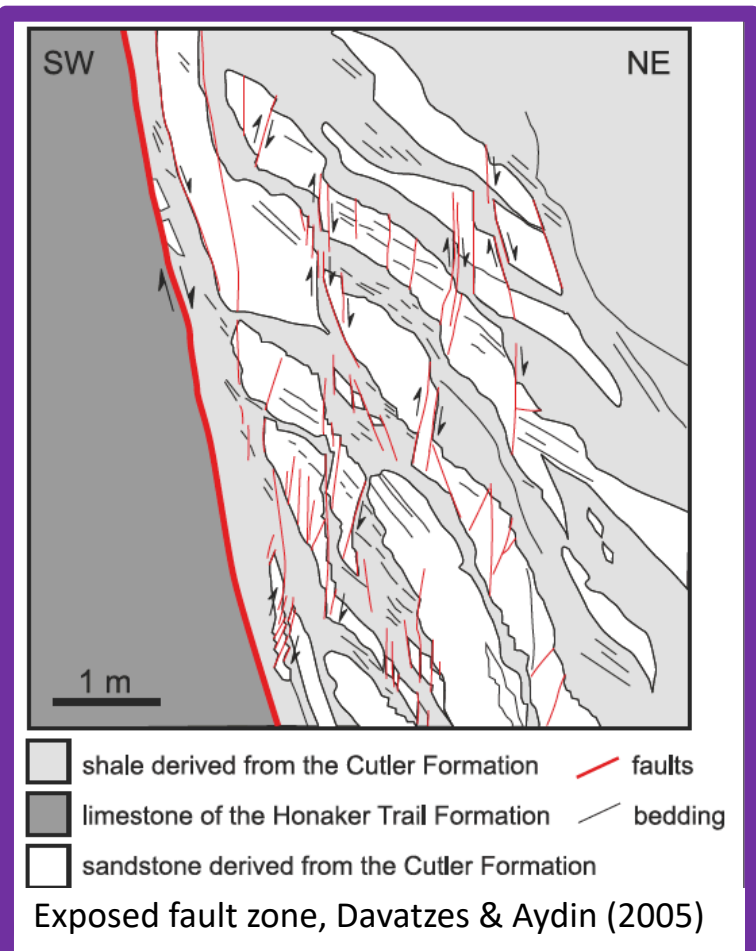 SW NE
1 m
shale derived from the Cutler Formation faults
limestone of the Honaker Trail Formation bedding
sandstone derived from the Cutler Formation
Exposed fault zone, Davatzes & Aydin (2005)